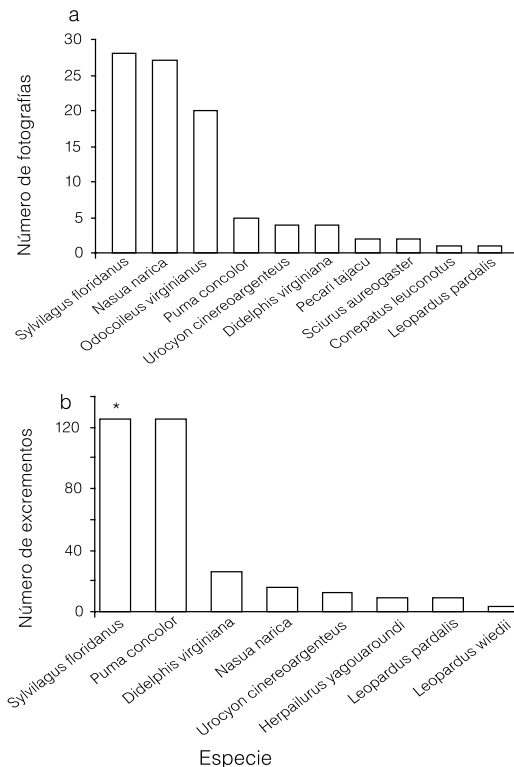 a
Número de fotografías
30
25
20
15
10
5
0
Sylvilagus floridanus
Nasua narica
Odocoileus virginianus
Puma concolor
Urocyon cinereoargenteus
Didelphis virginiana
Pecari tajacu
Sciurus aureogaster
Conepatus leuconotus
Leopardus pardalis
b
Número de excrementos
120
80
40
0
*
Sylvilagus floridanus
Puma concolor
Didelphis virginiana
Nasua narica
Urocyon cinereoargenteus
Herpailurus yagouaroundi
Leopardus pardalis
Leopardus wiedii
Especie